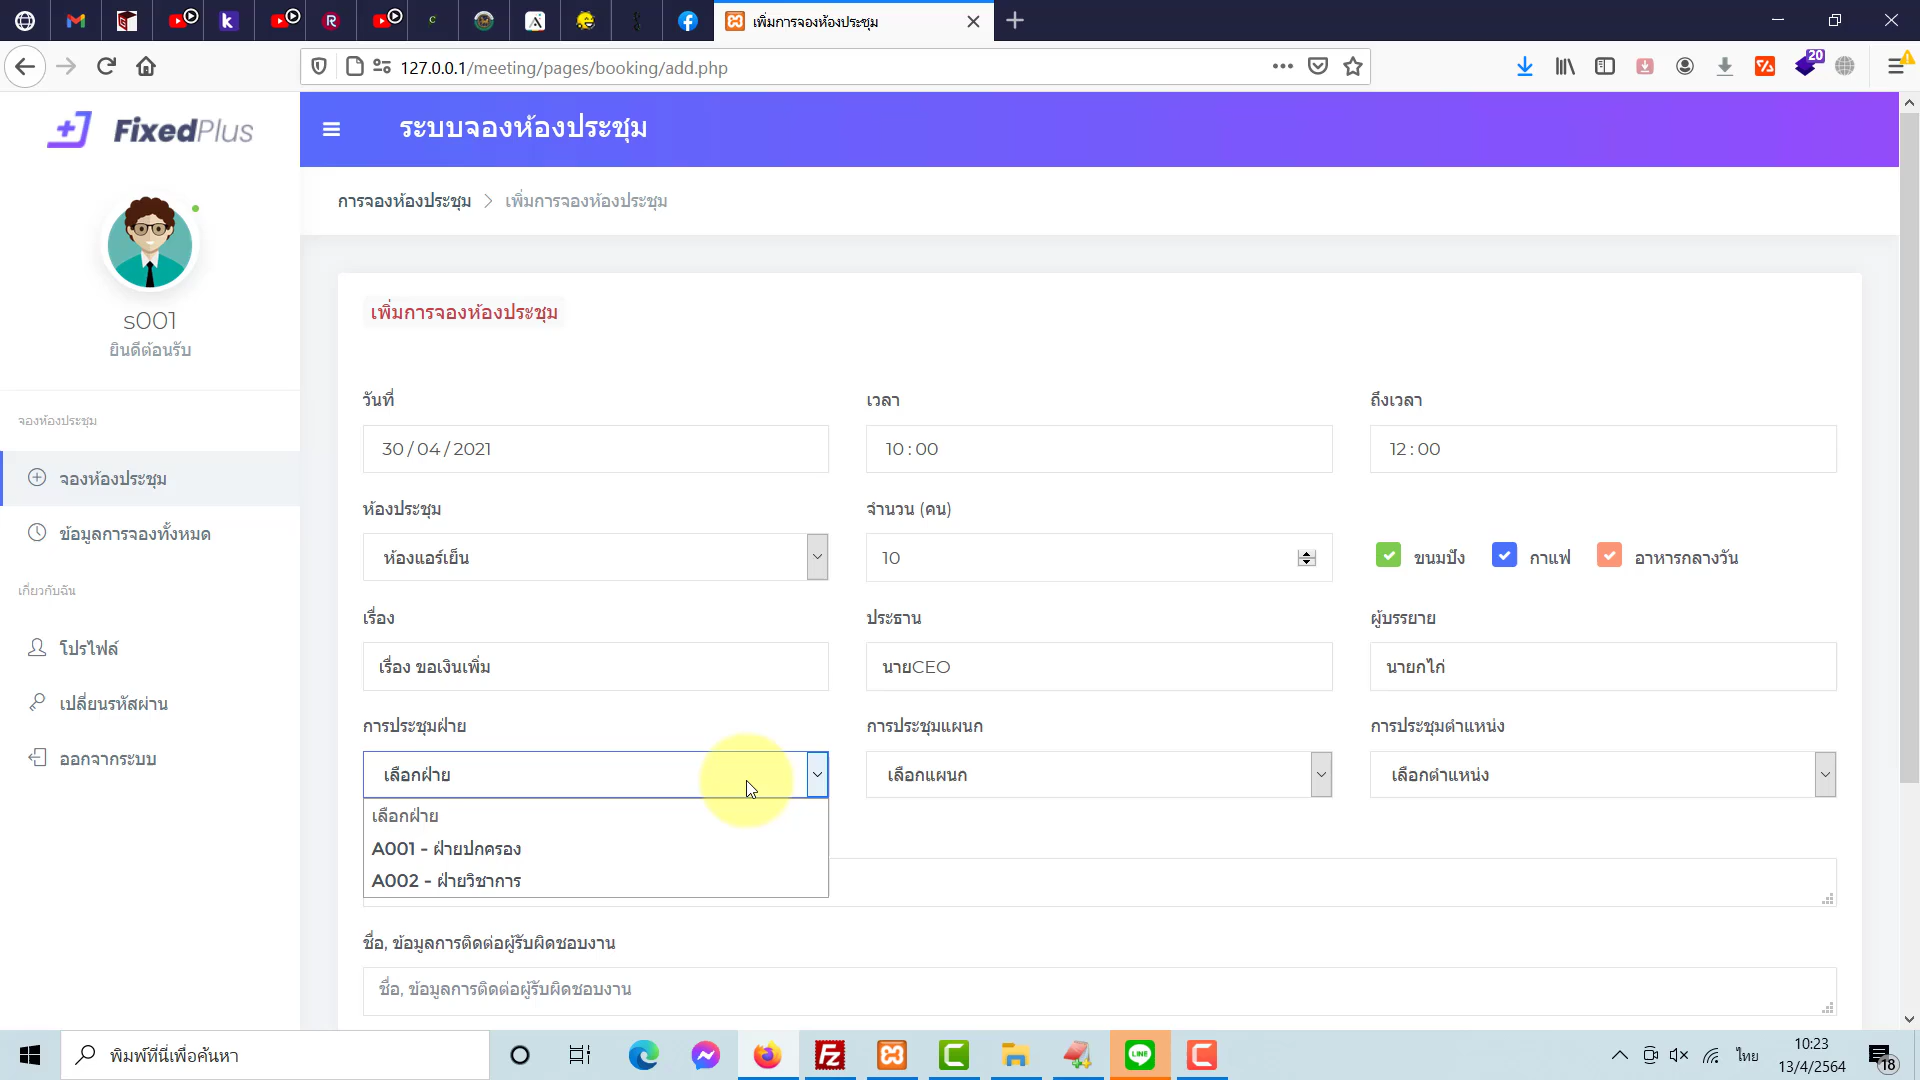 เพิ่มการจองห้องประชุม
127.0.0.1/meeting/pages/booking/add.php
20
FixedPlus
ระบบจองห้องประชุม
การจองห้องประชุม > เพิ่มการจองห้องประชุม
s001
ยินดีต้อนรับ
จองห้องประชุม
จองห้องประชุม
ข้อมูลการจองทั้งหมด
เกี่ยวกับฉัน
โปรไฟล์
เปลี่ยนรหัสผ่าน
ออกจากระบบ
เพิ่มการจองห้องประชุม
วันที่ เวลา ถึงเวลา
30 / 04 / 2021 10 : 00 12 : 00
ห้องประชุม จำนวน (คน)
ห้องแอร์เย็น 10 ขนมปัง กาแฟ อาหารกลางวัน
เรื่อง ประธาน ผู้บรรยาย
เรื่อง ขอเงินเพิ่ม นายCEO นายกไก่
การประชุมฝ่าย การประชุมแผนก การประชุมตำแหน่ง
เลือกฝ่าย เลือกแผนก เลือกตำแหน่ง
เลือกฝ่าย
A001 - ฝ่ายปกครอง
A002 - ฝ่ายวิชาการ
ชื่อ, ข้อมูลการติดต่อผู้รับผิดชอบงาน
ชื่อ, ข้อมูลการติดต่อผู้รับผิดชอบงาน
พิมพ์ที่นี่เพื่อค้นหา
LINE
ไทย
10:23
13/4/2564
18